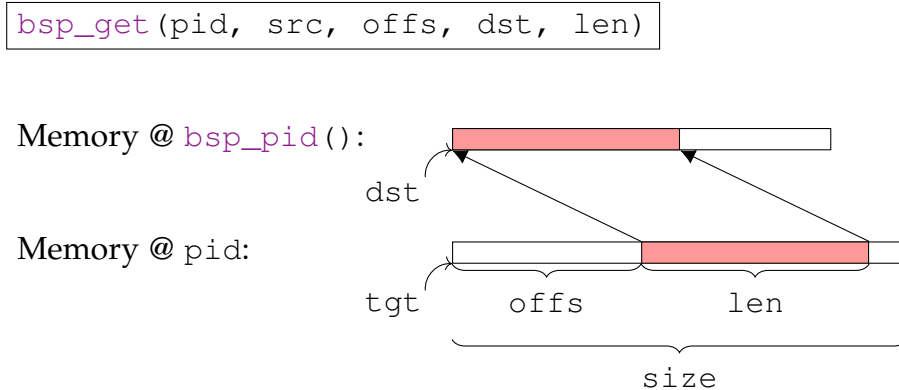 bsp_get(pid, src, offs, dst, len)
Memory @ bsp_pid():
dst
Memory @ pid:
tgt
offs
len
size